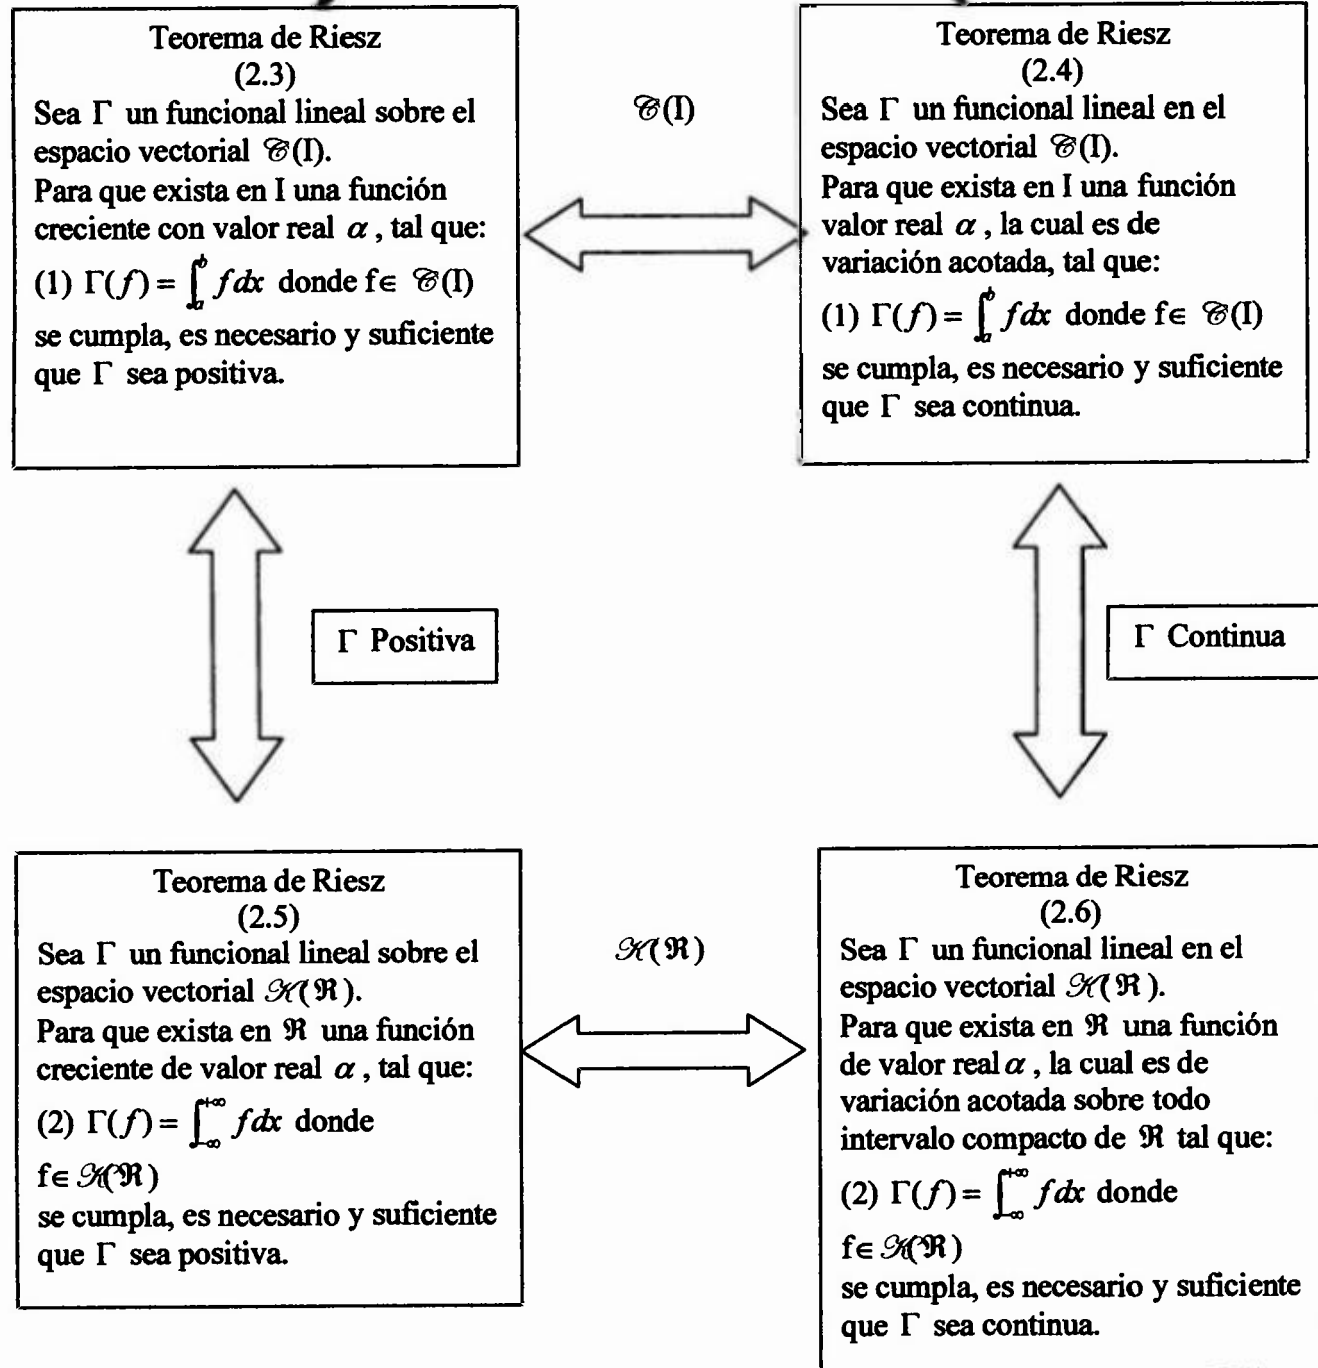 Teorema de Riesz
(2.3)
Sea Γ un funcional lineal sobre el
espacio vectorial 𝒞(I).
Para que exista en I una función
creciente con valor real α , tal que:
(1) Γ(f) = ∫_a^b fdx donde f∈ 𝒞(I)
se cumpla, es necesario y suficiente
que Γ sea positiva.
𝒞(I)
Teorema de Riesz
(2.4)
Sea Γ un funcional lineal en el
espacio vectorial 𝒞(I).
Para que exista en I una función
valor real α , la cual es de
variación acotada, tal que:
(1) Γ(f) = ∫_a^b fdx donde f∈ 𝒞(I)
se cumpla, es necesario y suficiente
que Γ sea continua.
Γ Positiva
Γ Continua
Teorema de Riesz
(2.5)
Sea Γ un funcional lineal sobre el
espacio vectorial 𝒦(ℜ).
Para que exista en ℜ una función
creciente de valor real α , tal que:
(2) Γ(f) = ∫_{-∞}^{+∞} fdx donde
f∈ 𝒦(ℜ)
se cumpla, es necesario y suficiente
que Γ sea positiva.
𝒦(ℜ)
Teorema de Riesz
(2.6)
Sea Γ un funcional lineal en el
espacio vectorial 𝒦(ℜ).
Para que exista en ℜ una función
de valor real α , la cual es de
variación acotada sobre todo
intervalo compacto de ℜ tal que:
(2) Γ(f) = ∫_{-∞}^{+∞} fdx donde
f∈ 𝒦(ℜ)
se cumpla, es necesario y suficiente
que Γ sea continua.